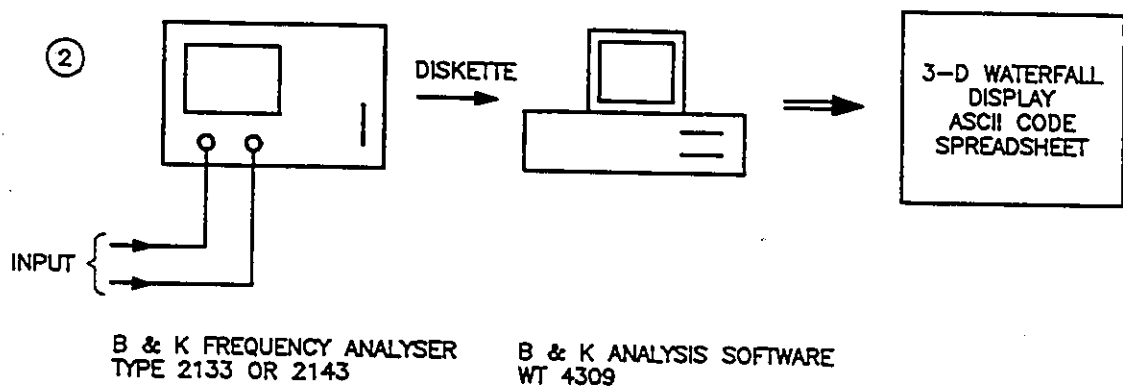 2
DISKETTE
3-D WATERFALL
DISPLAY
ASCII CODE
SPREADSHEET
INPUT
B & K FREQUENCY ANALYSER
TYPE 2133 OR 2143
B & K ANALYSIS SOFTWARE
WT 4309